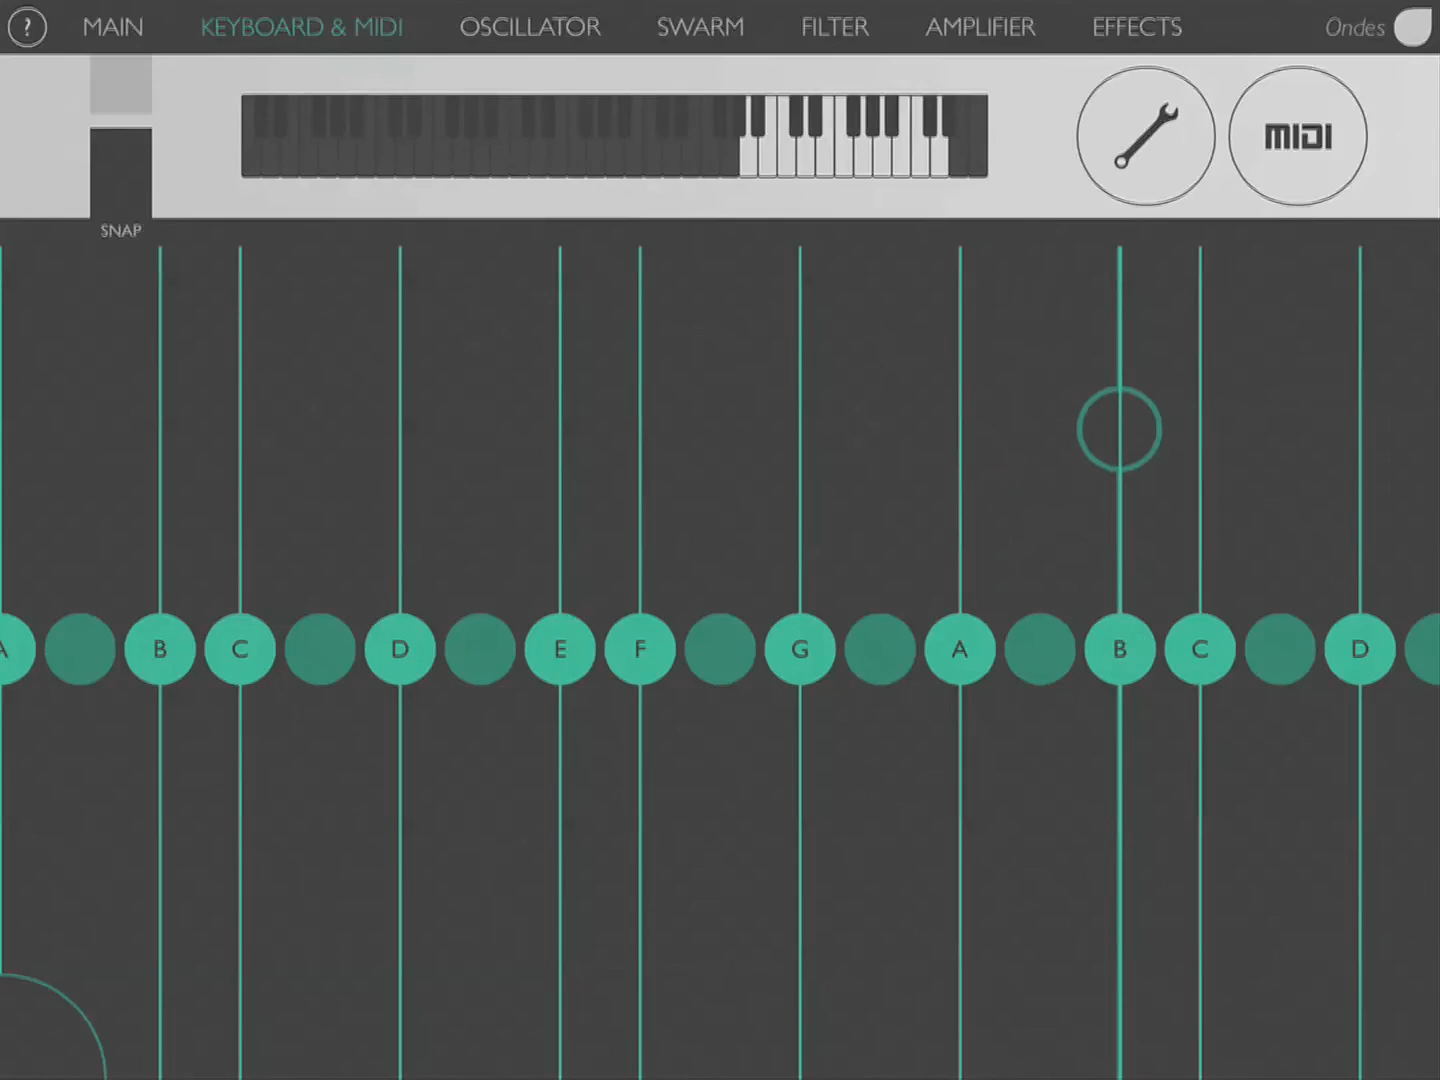 ? MAIN KEYBOARD & MIDI OSCILLATOR SWARM FILTER AMPLIFIER EFFECTS Ondes
MIDI
SNAP
A B C D E F G A B C D